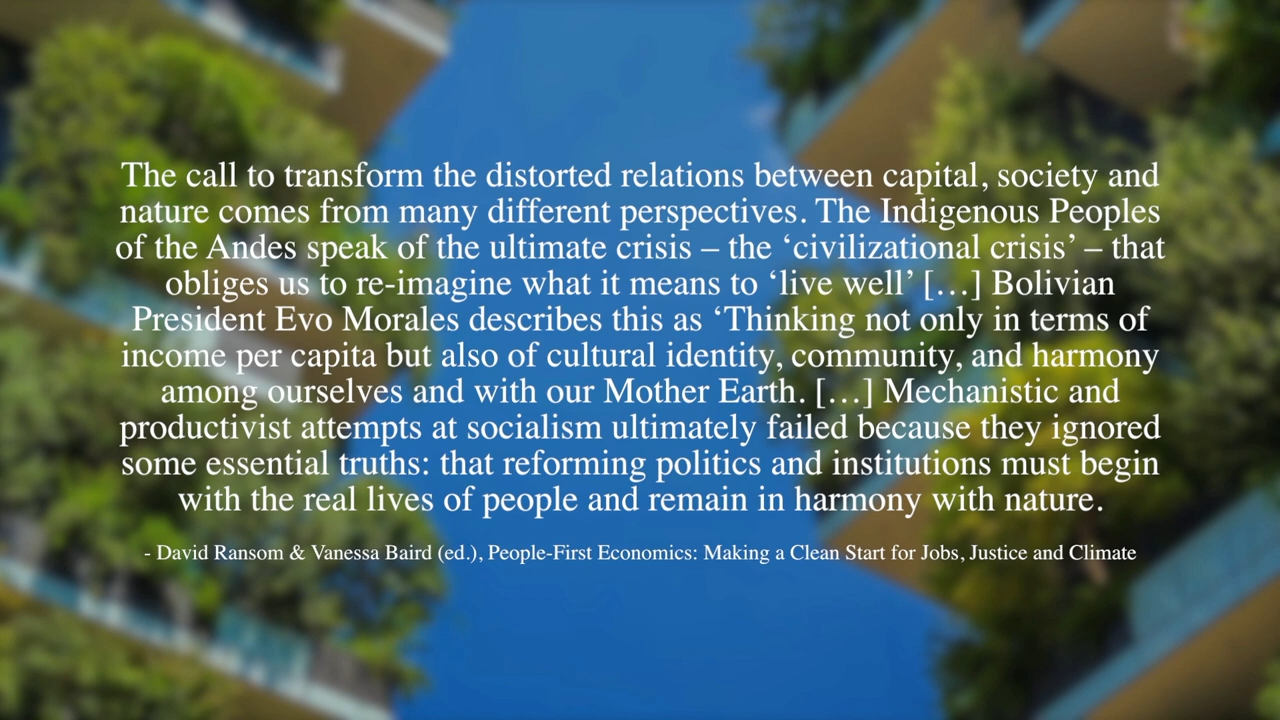 The call to transform the distorted relations between capital, society and
nature comes from many different perspectives. The Indigenous Peoples
of the Andes speak of the ultimate crisis – the ‘civilizational crisis’ – that
obliges us to re-imagine what it means to ‘live well’ […] Bolivian
President Evo Morales describes this as ‘Thinking not only in terms of
income per capita but also of cultural identity, community, and harmony
among ourselves and with our Mother Earth. […] Mechanistic and
productivist attempts at socialism ultimately failed because they ignored
some essential truths: that reforming politics and institutions must begin
with the real lives of people and remain in harmony with nature.
- David Ransom & Vanessa Baird (ed.), People-First Economics: Making a Clean Start for Jobs, Justice and Climate